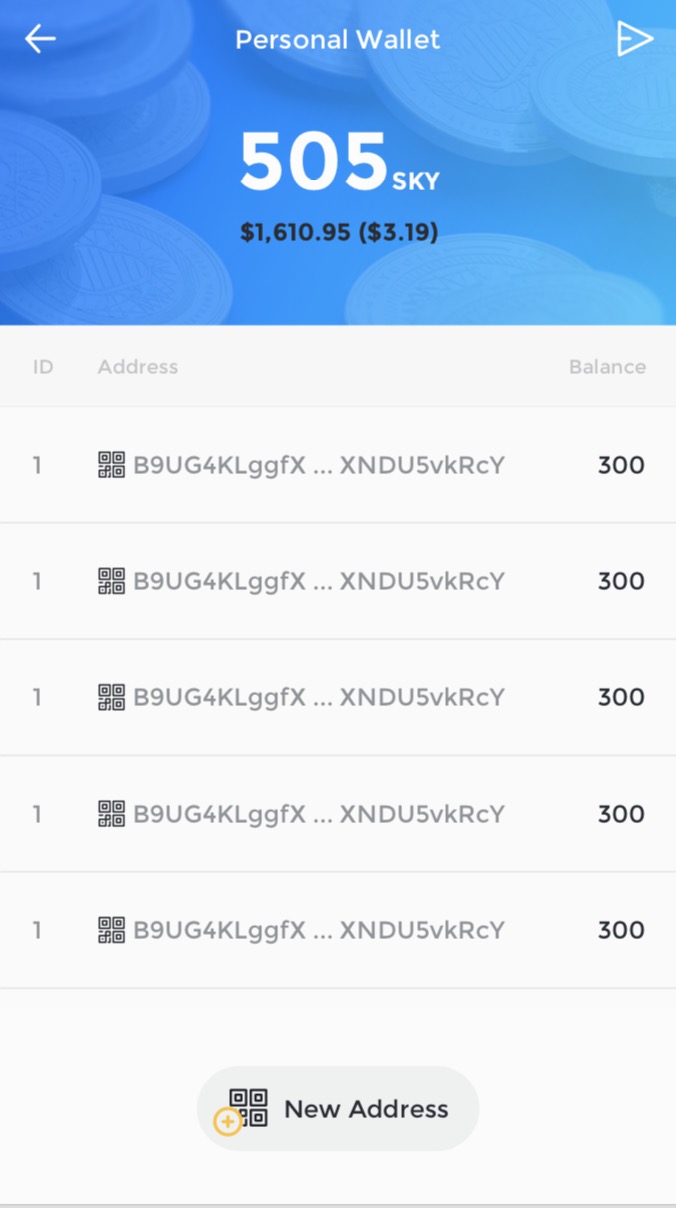 Personal Wallet
505 SKY
$1,610.95 ($3.19)
ID Address Balance
1 B9UG4KLggfX ... XNDU5vkRcY 300
1 B9UG4KLggfX ... XNDU5vkRcY 300
1 B9UG4KLggfX ... XNDU5vkRcY 300
1 B9UG4KLggfX ... XNDU5vkRcY 300
1 B9UG4KLggfX ... XNDU5vkRcY 300
New Address